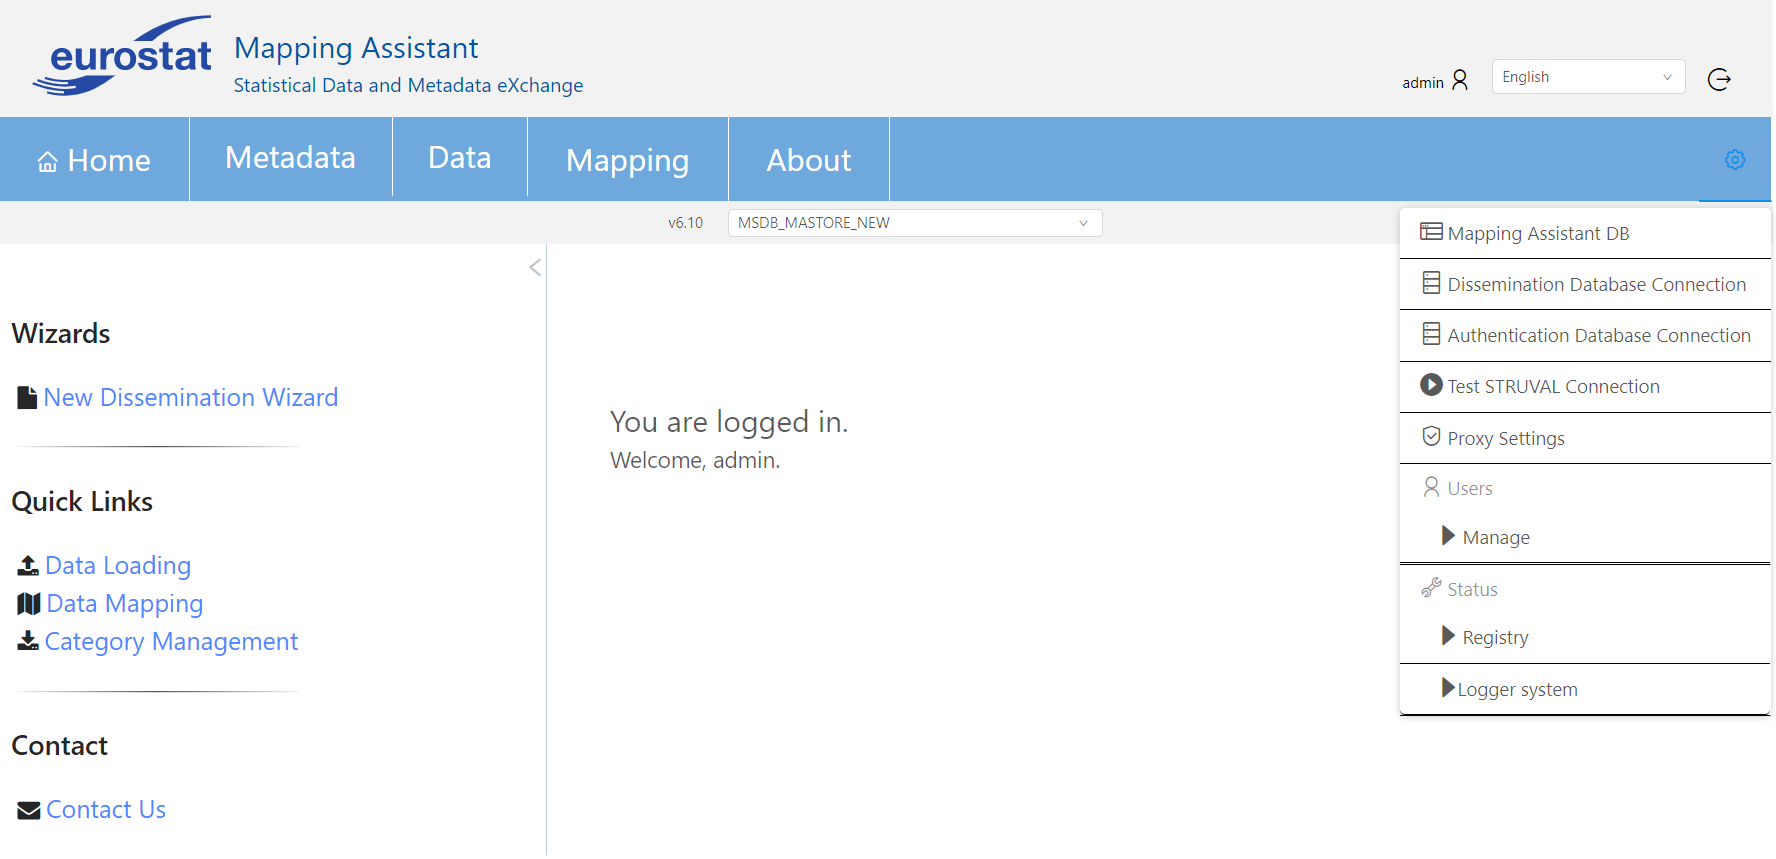 eurostat
Mapping Assistant
Statistical Data and Metadata eXchange
admin
English
Home
Metadata
Data
Mapping
About
v6.10
MSDB_MASTORE_NEW
Mapping Assistant DB
Dissemination Database Connection
Authentication Database Connection
Test STRUVAL Connection
Proxy Settings
Users
Manage
Status
Registry
Logger system
Wizards
New Dissemination Wizard
Quick Links
Data Loading
Data Mapping
Category Management
Contact
Contact Us
You are logged in.
Welcome, admin.